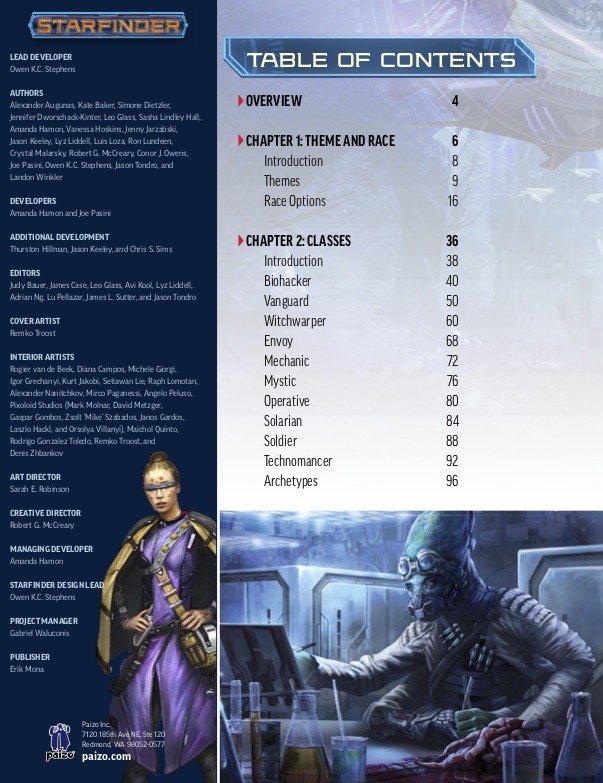 STARFINDER
LEAD DEVELOPER
Owen K.C. Stephens
AUTHORS
Alexander Augunas, Kate Baker, Simone Dietzler,
Jennifer Dworschack-Kinter, Leo Glass, Sasha Lindley Hall,
Amanda Hamon, Vanessa Hoskins, Jenny Jarzabski,
Jason Keeley, Lyz Liddell, Luis Loza, Ron Lundeen,
Crystal Malarsky, Robert G. McCreary, Conor J. Owens,
Joe Pasini, Owen K.C. Stephens, Jason Tondro, and
Landon Winkler
DEVELOPERS
Amanda Hamon and Joe Pasini
ADDITIONAL DEVELOPMENT
Thurston Hillman, Jason Keeley, and Chris S. Sims
EDITORS
Judy Bauer, James Case, Leo Glass, Avi Kool, Lyz Liddell,
Adrian Ng, Lu Pellazar, James L. Sutter, and Jason Tondro
COVER ARTIST
Remko Troost
INTERIOR ARTISTS
Rogier van de Beek, Diana Campos, Michele Giorgi,
Igor Grechanyi, Kurt Jakobi, Setiawan Lie, Raph Lomotan,
Alexander Nanitchkov, Mirco Paganessi, Angelo Peluso,
Pixoloid Studios (Mark Molnar, David Metzger,
Gaspar Gombos, Zsolt 'Mike' Szabados, Janos Gardos,
Laszlo Hackl, and Orsolya Villanyi), Maichol Quinto,
Rodrigo Gonzalez Toledo, Remko Troost, and
Denis Zhbankov
ART DIRECTOR
Sarah E. Robinson
CREATIVE DIRECTOR
Robert G. McCreary
MANAGING DEVELOPER
Amanda Hamon
STARFINDER DESIGN LEAD
Owen K.C. Stephens
PROJECT MANAGER
Gabriel Waluconis
PUBLISHER
Erik Mona
paizo
Paizo Inc.
7120 185th Ave NE, Ste 120
Redmond, WA 98052-0577
paizo.com
TABLE OF CONTENTS
OVERVIEW 4
CHAPTER 1: THEME AND RACE 6
Introduction 8
Themes 9
Race Options 16
CHAPTER 2: CLASSES 36
Introduction 38
Biohacker 40
Vanguard 50
Witchwarper 60
Envoy 68
Mechanic 72
Mystic 76
Operative 80
Solarian 84
Soldier 88
Technomancer 92
Archetypes 96